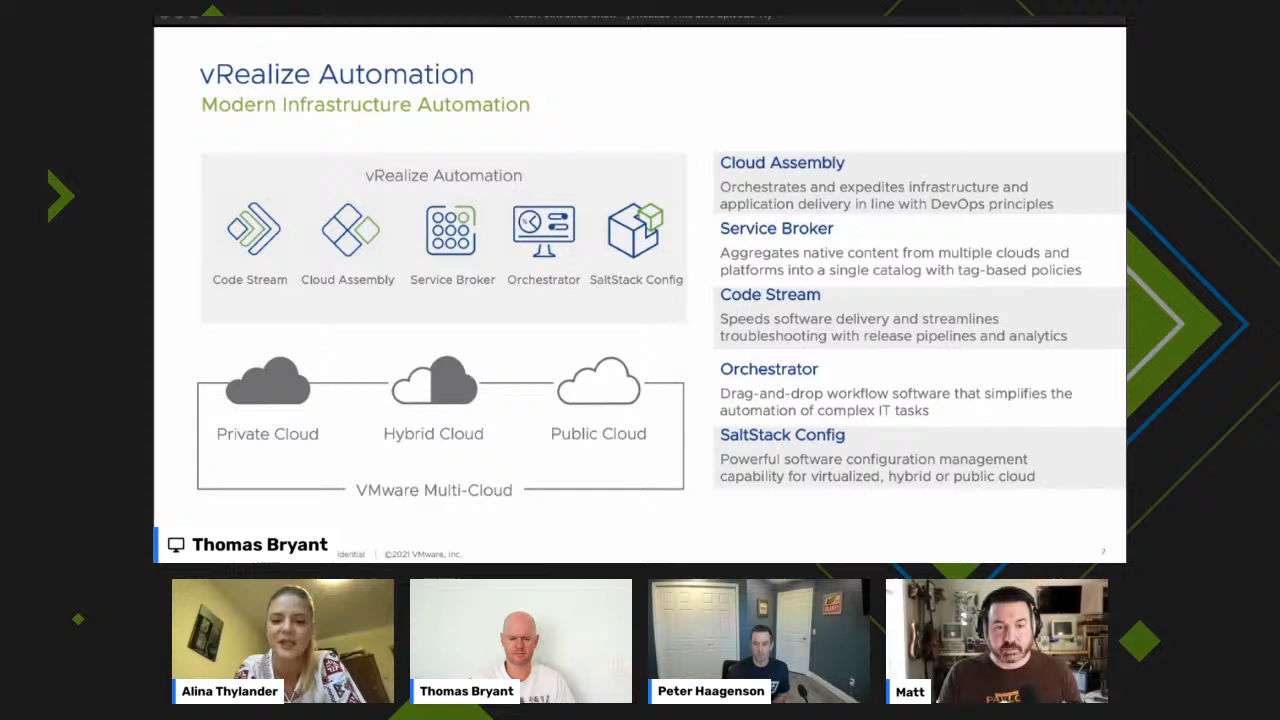 vRealize Automation
Modern Infrastructure Automation
vRealize Automation
Code Stream
Cloud Assembly
Service Broker
Orchestrator
SaltStack Config
Private Cloud
Hybrid Cloud
Public Cloud
VMware Multi-Cloud
Cloud Assembly
Orchestrates and expedites infrastructure and
application delivery in line with DevOps principles
Service Broker
Aggregates native content from multiple clouds and
platforms into a single catalog with tag-based policies
Code Stream
Speeds software delivery and streamlines
troubleshooting with release pipelines and analytics
Orchestrator
Drag-and-drop workflow software that simplifies the
automation of complex IT tasks
SaltStack Config
Powerful software configuration management
capability for virtualized, hybrid or public cloud
Thomas Bryant
idential | ©2021 VMware, Inc.
7
Alina Thylander
Thomas Bryant
Peter Haagenson
Matt